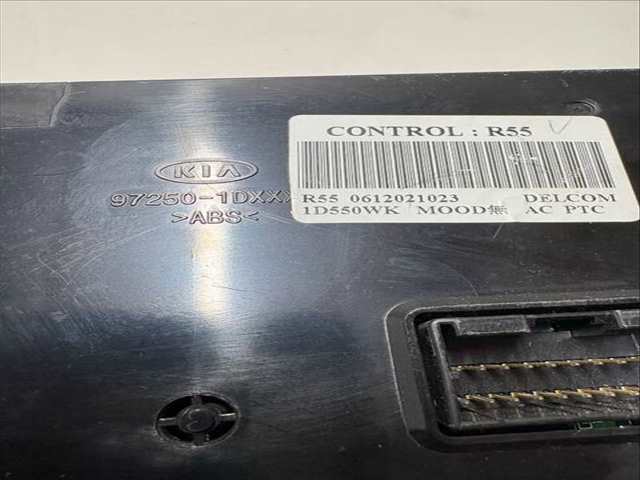 CONTROL : R55
KIA
97250-1DXXX
>ABS<
R55 0612021023 DELCOM
1D550WK MOOD無 AC PTC